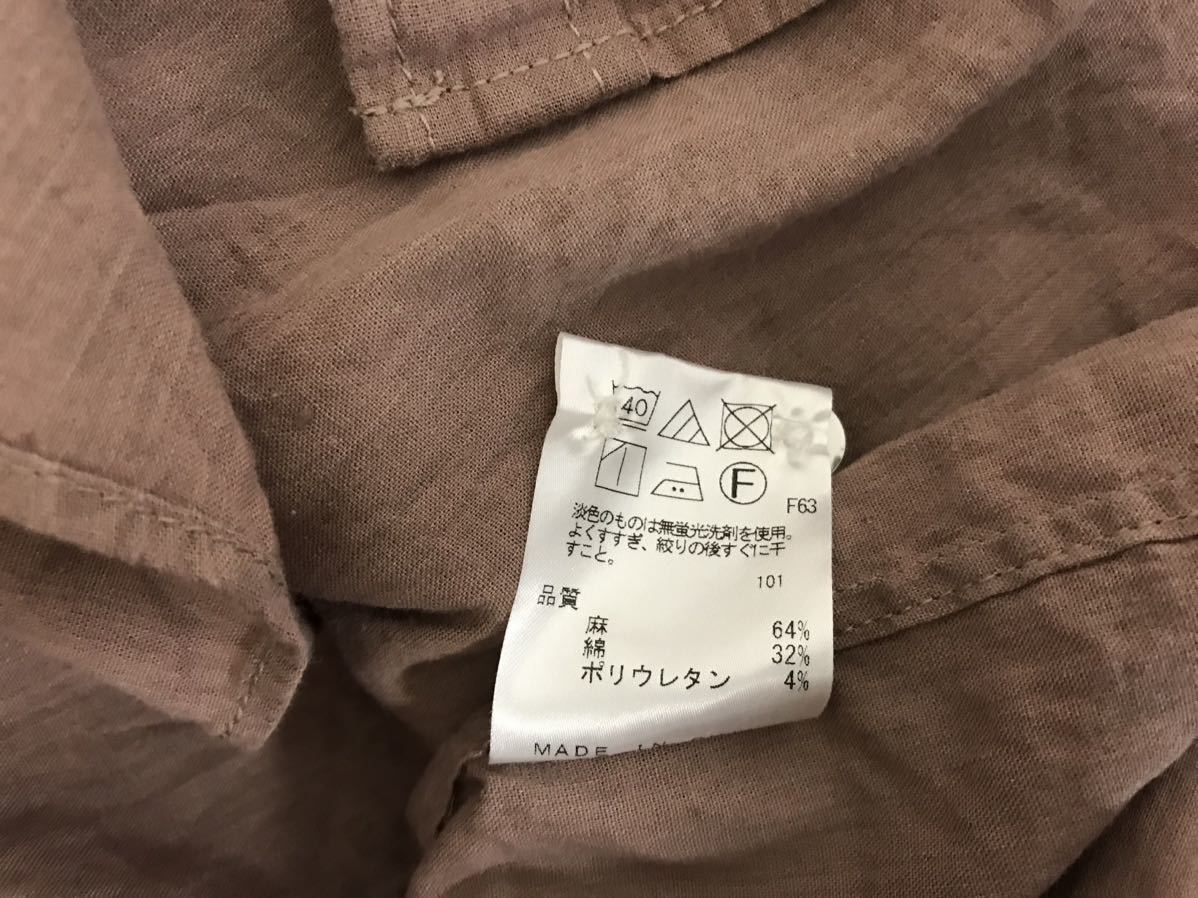 40
F
F63
淡色のものは無蛍光洗剤を使用。
よくすすぎ、絞りの後すぐに干
すこと。
101
品質
麻 64%
綿 32%
ポリウレタン 4%
MADE IN